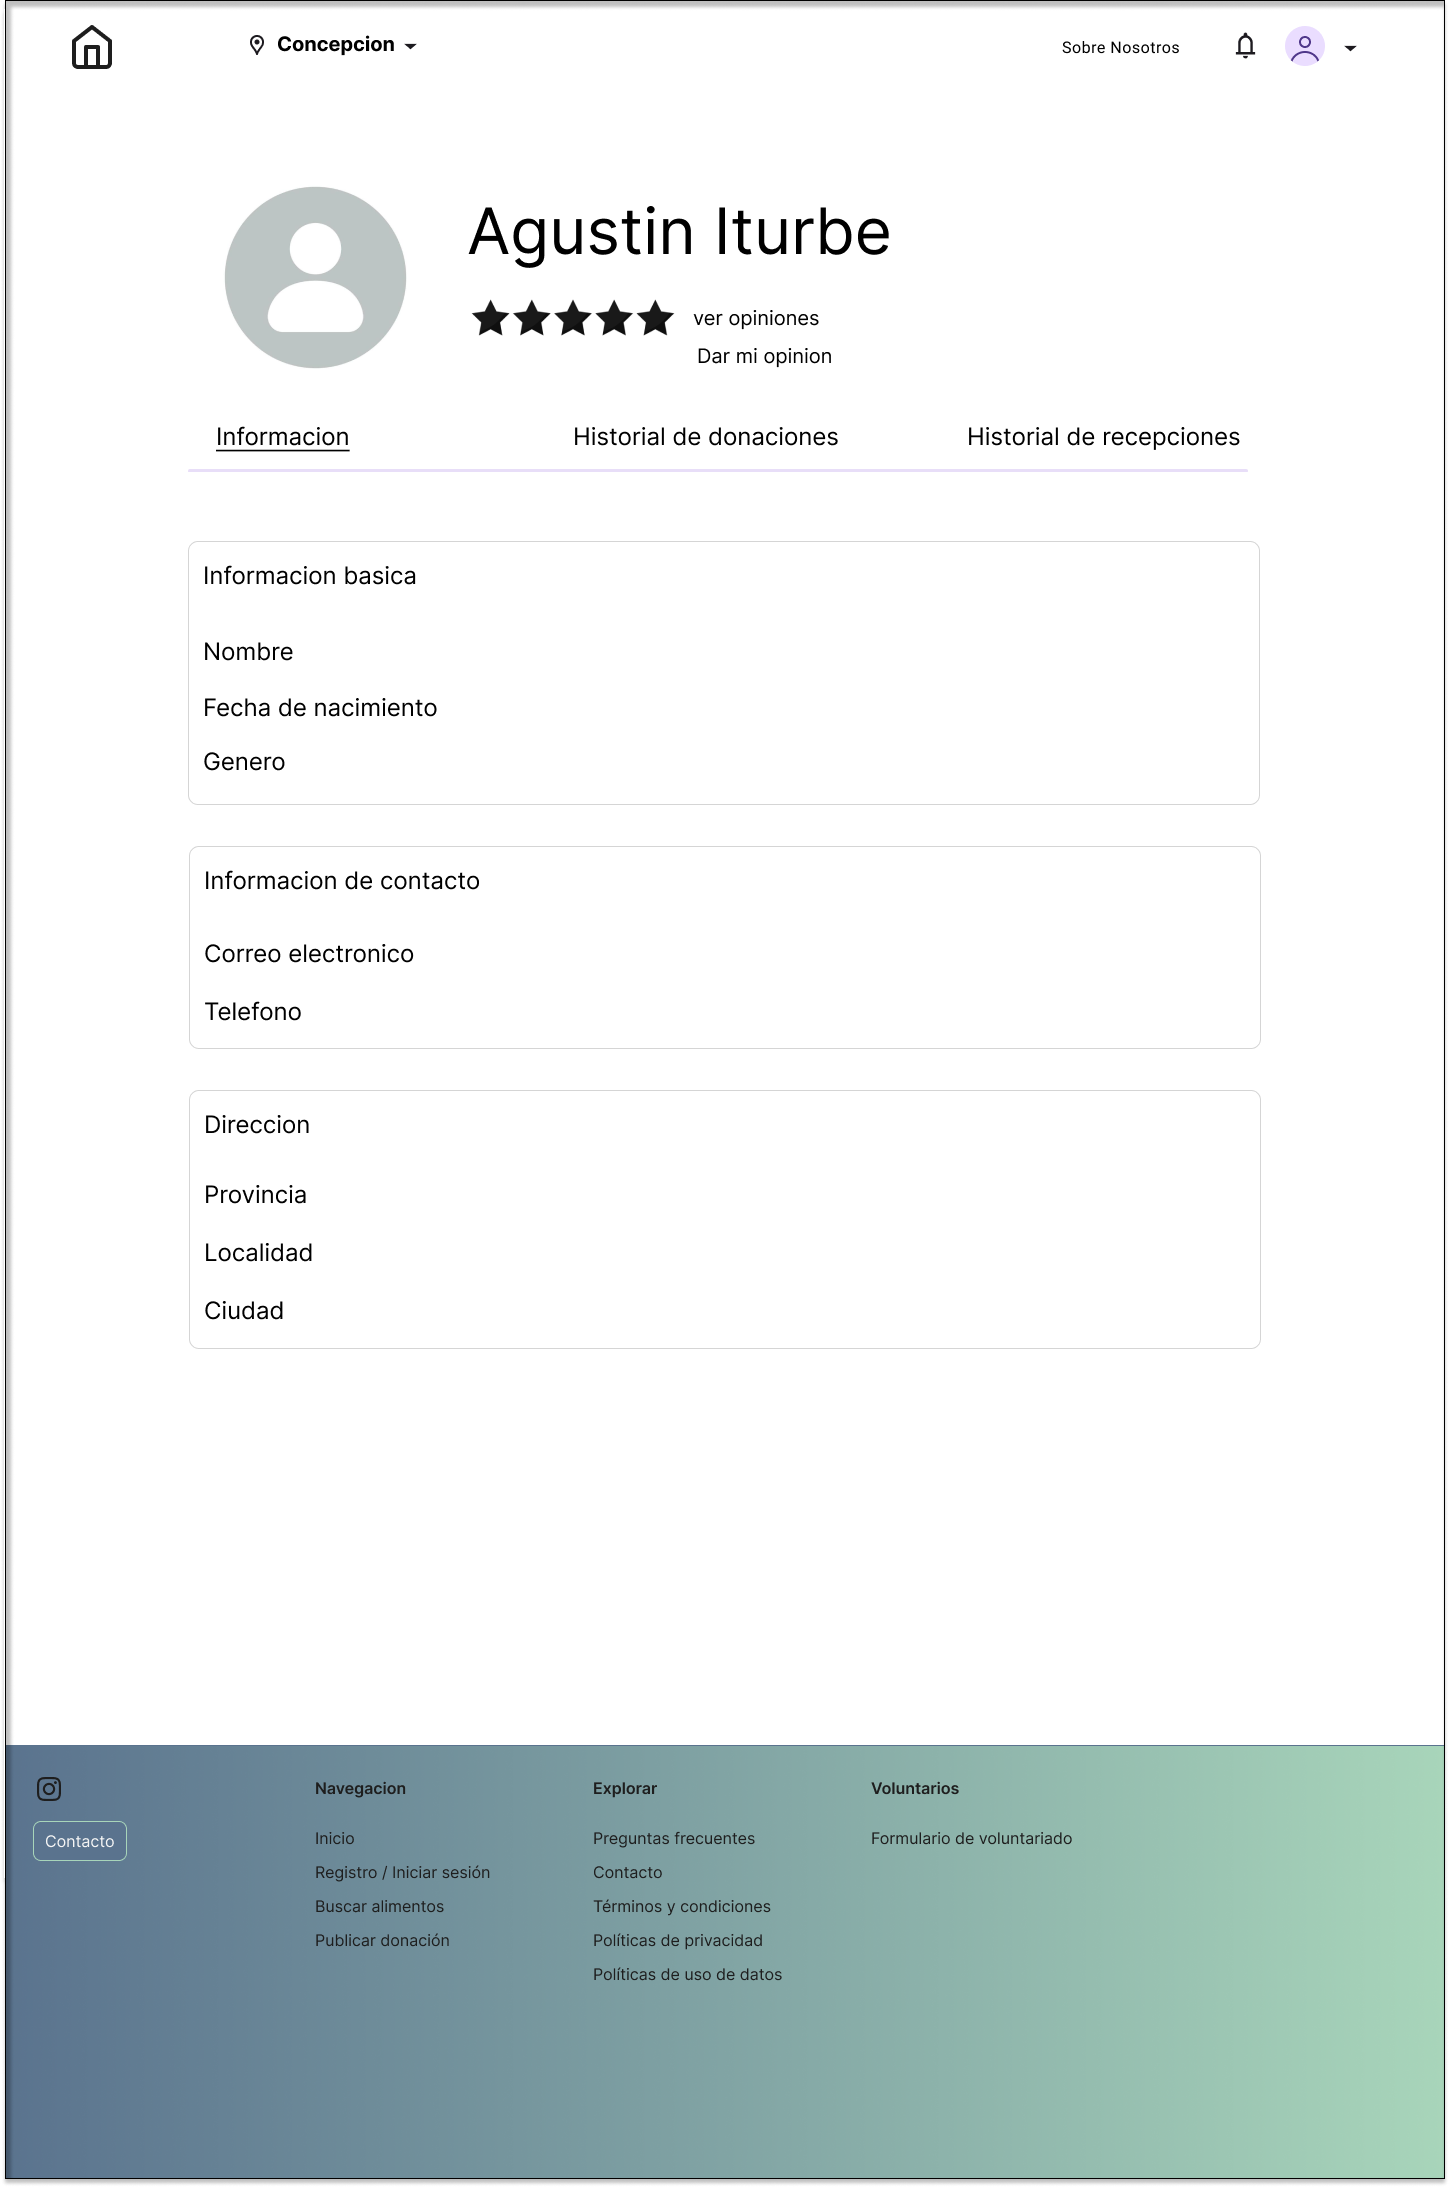 Concepcion
Sobre Nosotros
Agustin Iturbe
ver opiniones
Dar mi opinion
Informacion
Historial de donaciones
Historial de recepciones
Informacion basica
Nombre
Fecha de nacimiento
Genero
Informacion de contacto
Correo electronico
Telefono
Direccion
Provincia
Localidad
Ciudad
Contacto
Navegacion
Inicio
Registro / Iniciar sesión
Buscar alimentos
Publicar donación
Explorar
Preguntas frecuentes
Contacto
Términos y condiciones
Políticas de privacidad
Políticas de uso de datos
Voluntarios
Formulario de voluntariado